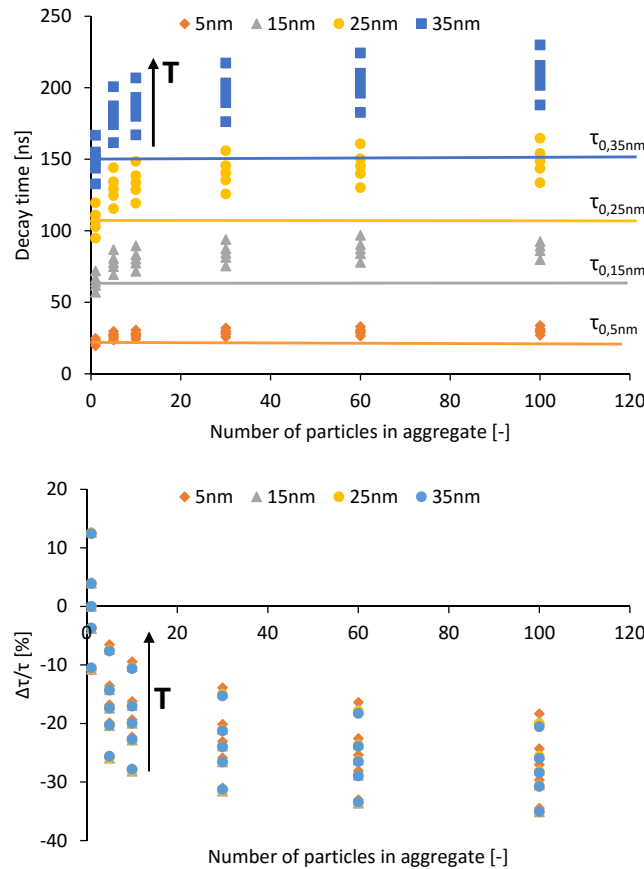 5nm 15nm 25nm 35nm
250
200
150
100
50
0
Decay time [ns]
T
τ0,35nm
τ0,25nm
τ0,15nm
τ0,5nm
0 20 40 60 80 100 120
Number of particles in aggregate [-]
5nm 15nm 25nm 35nm
20
10
0
-10
-20
-30
-40
Δτ/τ [%]
0 20 40 60 80 100 120
T
Number of particles in aggregate [-]